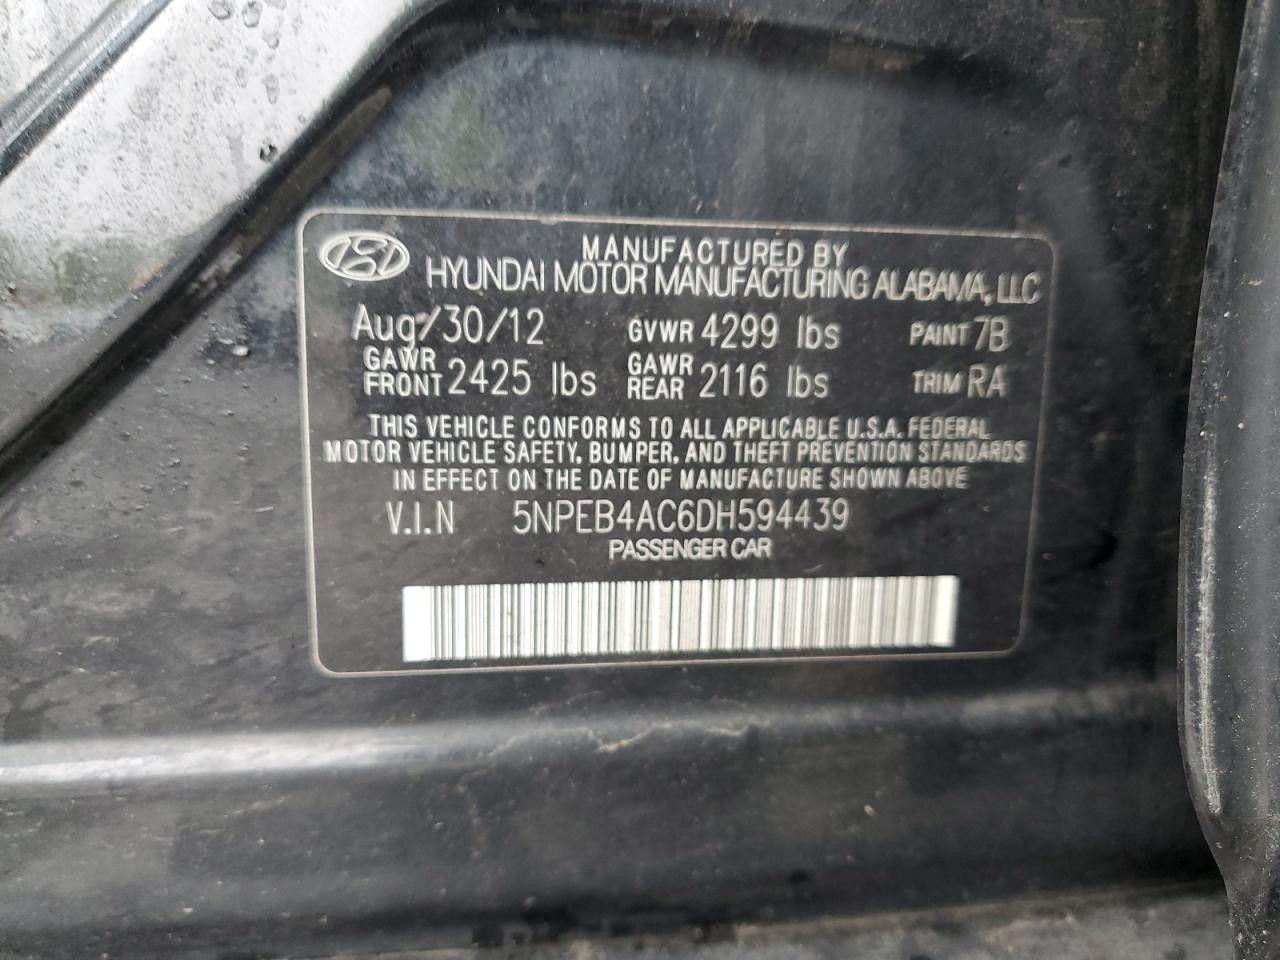 MANUFACTURED BY
HYUNDAI MOTOR MANUFACTURING ALABAMA, LLC
Aug/30/12 GVWR 4299 lbs PAINT 7B
GAWR FRONT 2425 lbs GAWR REAR 2116 lbs TRIM RA
THIS VEHICLE CONFORMS TO ALL APPLICABLE U.S.A. FEDERAL
MOTOR VEHICLE SAFETY, BUMPER, AND THEFT PREVENTION STANDARDS
IN EFFECT ON THE DATE OF MANUFACTURE SHOWN ABOVE
V.I.N 5NPEB4AC6DH594439
PASSENGER CAR